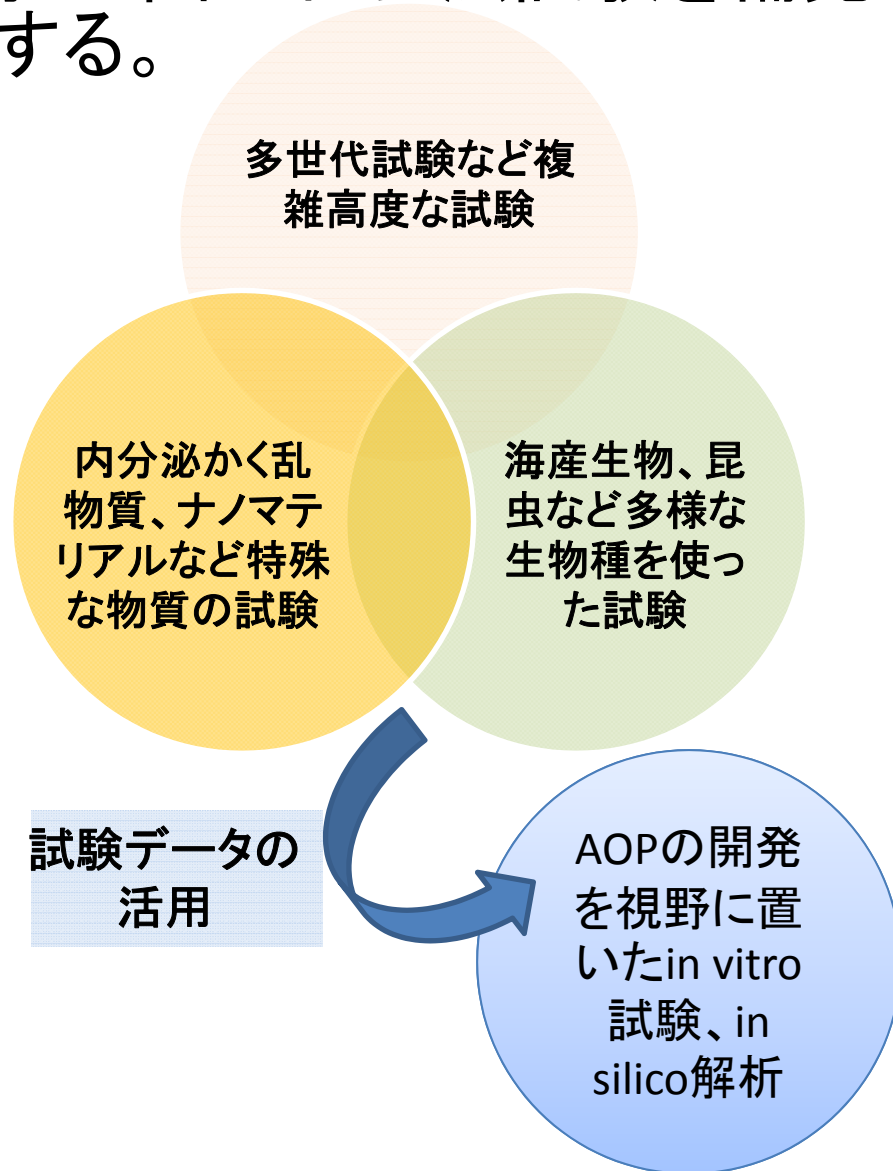 する。
多世代試験など複
雑高度な試験
内分泌かく乱
物質、ナノマテ
リアルなど特殊
な物質の試験
海産生物、昆
虫など多様な
生物種を使っ
た試験
試験データの
活用
AOPの開発
を視野に置
いたin vitro
試験、in
silico解析